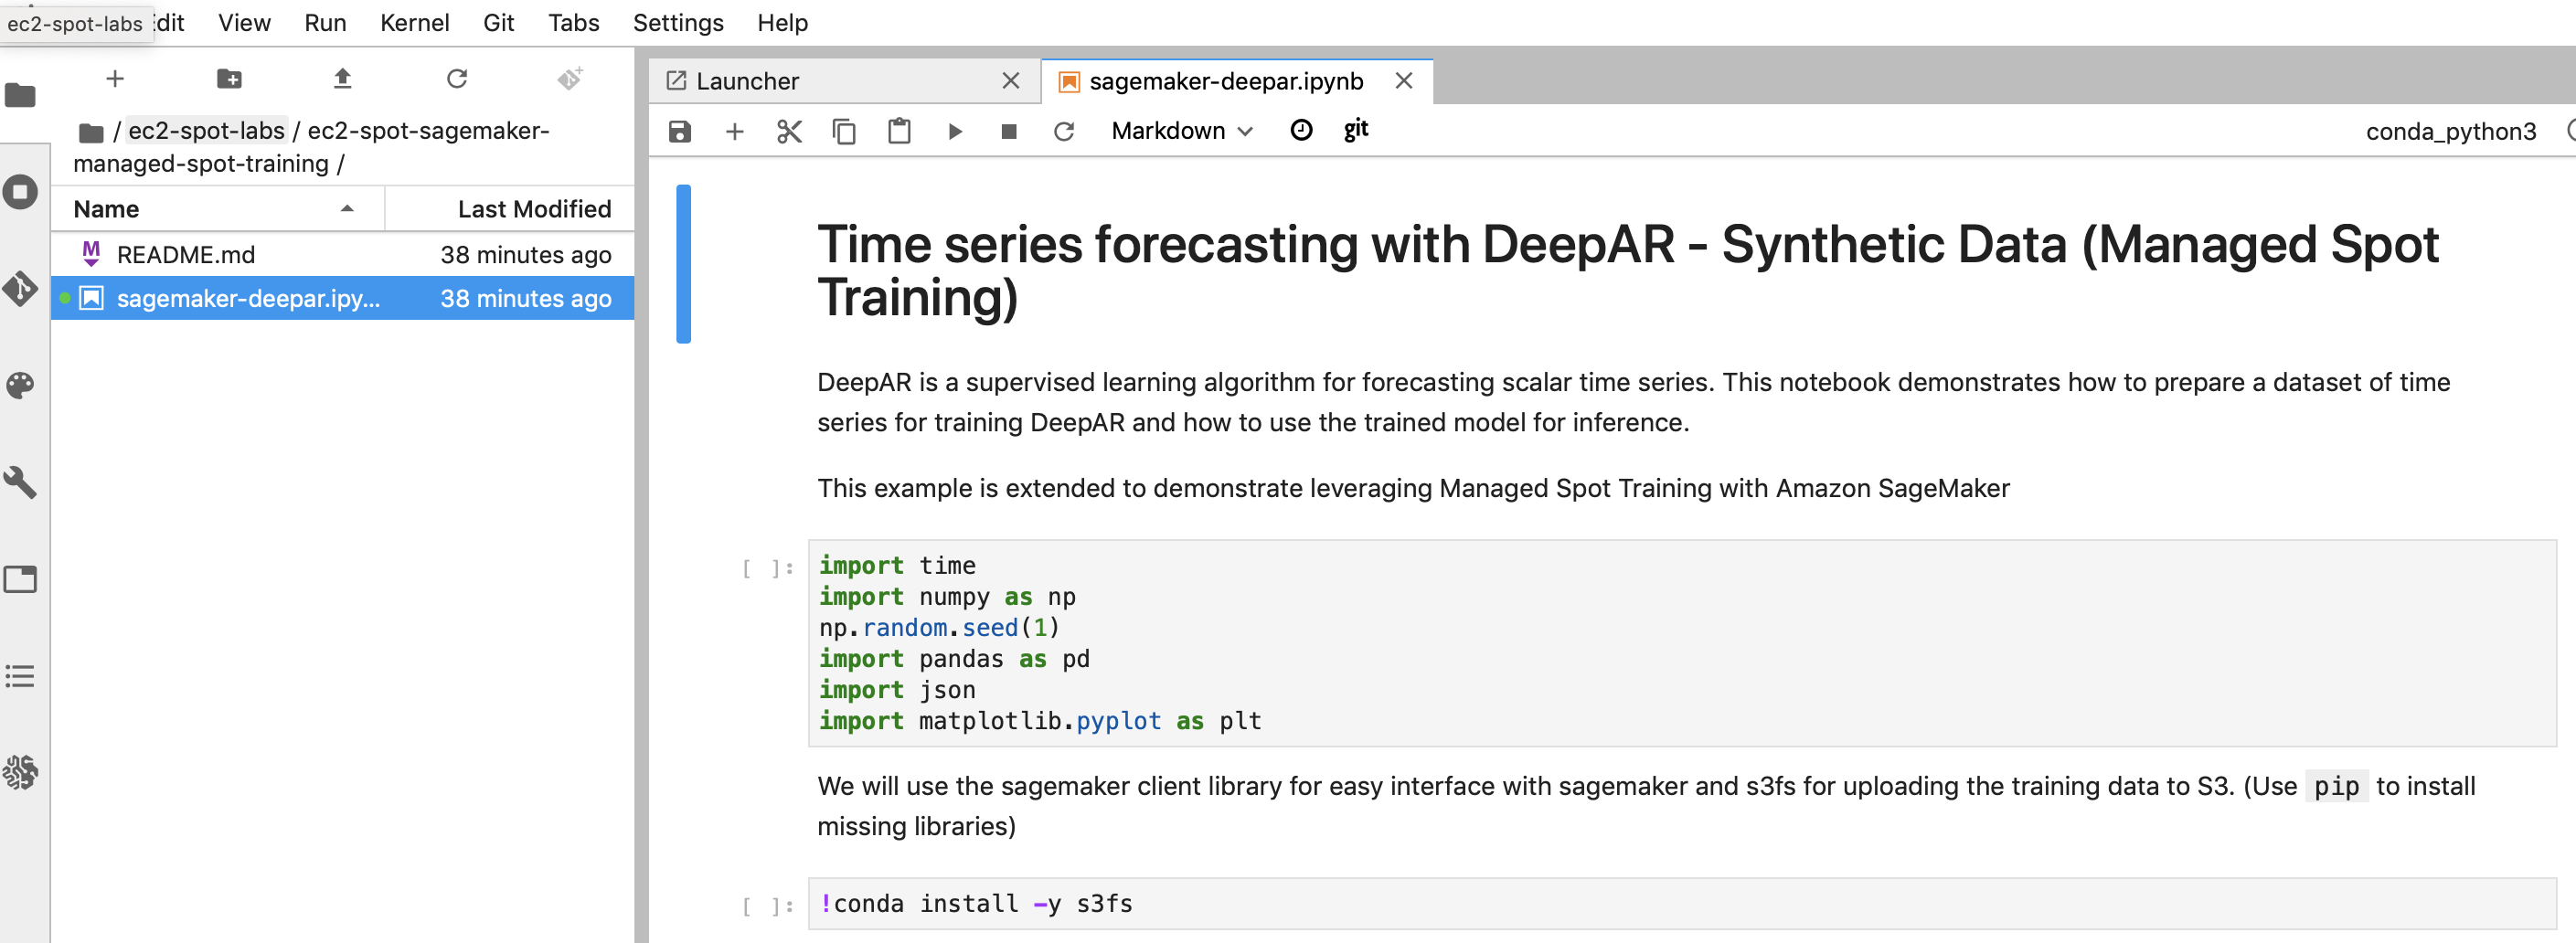 ec2-spot-labs
dit View Run Kernel Git Tabs Settings Help
/ ec2-spot-labs / ec2-spot-sagemaker-
managed-spot-training /
Name Last Modified
M README.md 38 minutes ago
sagemaker-deepar.ipy... 38 minutes ago
Launcher sagemaker-deepar.ipynb
Markdown git conda_python3
Time series forecasting with DeepAR - Synthetic Data (Managed Spot
Training)
DeepAR is a supervised learning algorithm for forecasting scalar time series. This notebook demonstrates how to prepare a dataset of time
series for training DeepAR and how to use the trained model for inference.
This example is extended to demonstrate leveraging Managed Spot Training with Amazon SageMaker
[ ]: import time
import numpy as np
np.random.seed(1)
import pandas as pd
import json
import matplotlib.pyplot as plt
We will use the sagemaker client library for easy interface with sagemaker and s3fs for uploading the training data to S3. (Use pip to install
missing libraries)
[ ]: !conda install -y s3fs